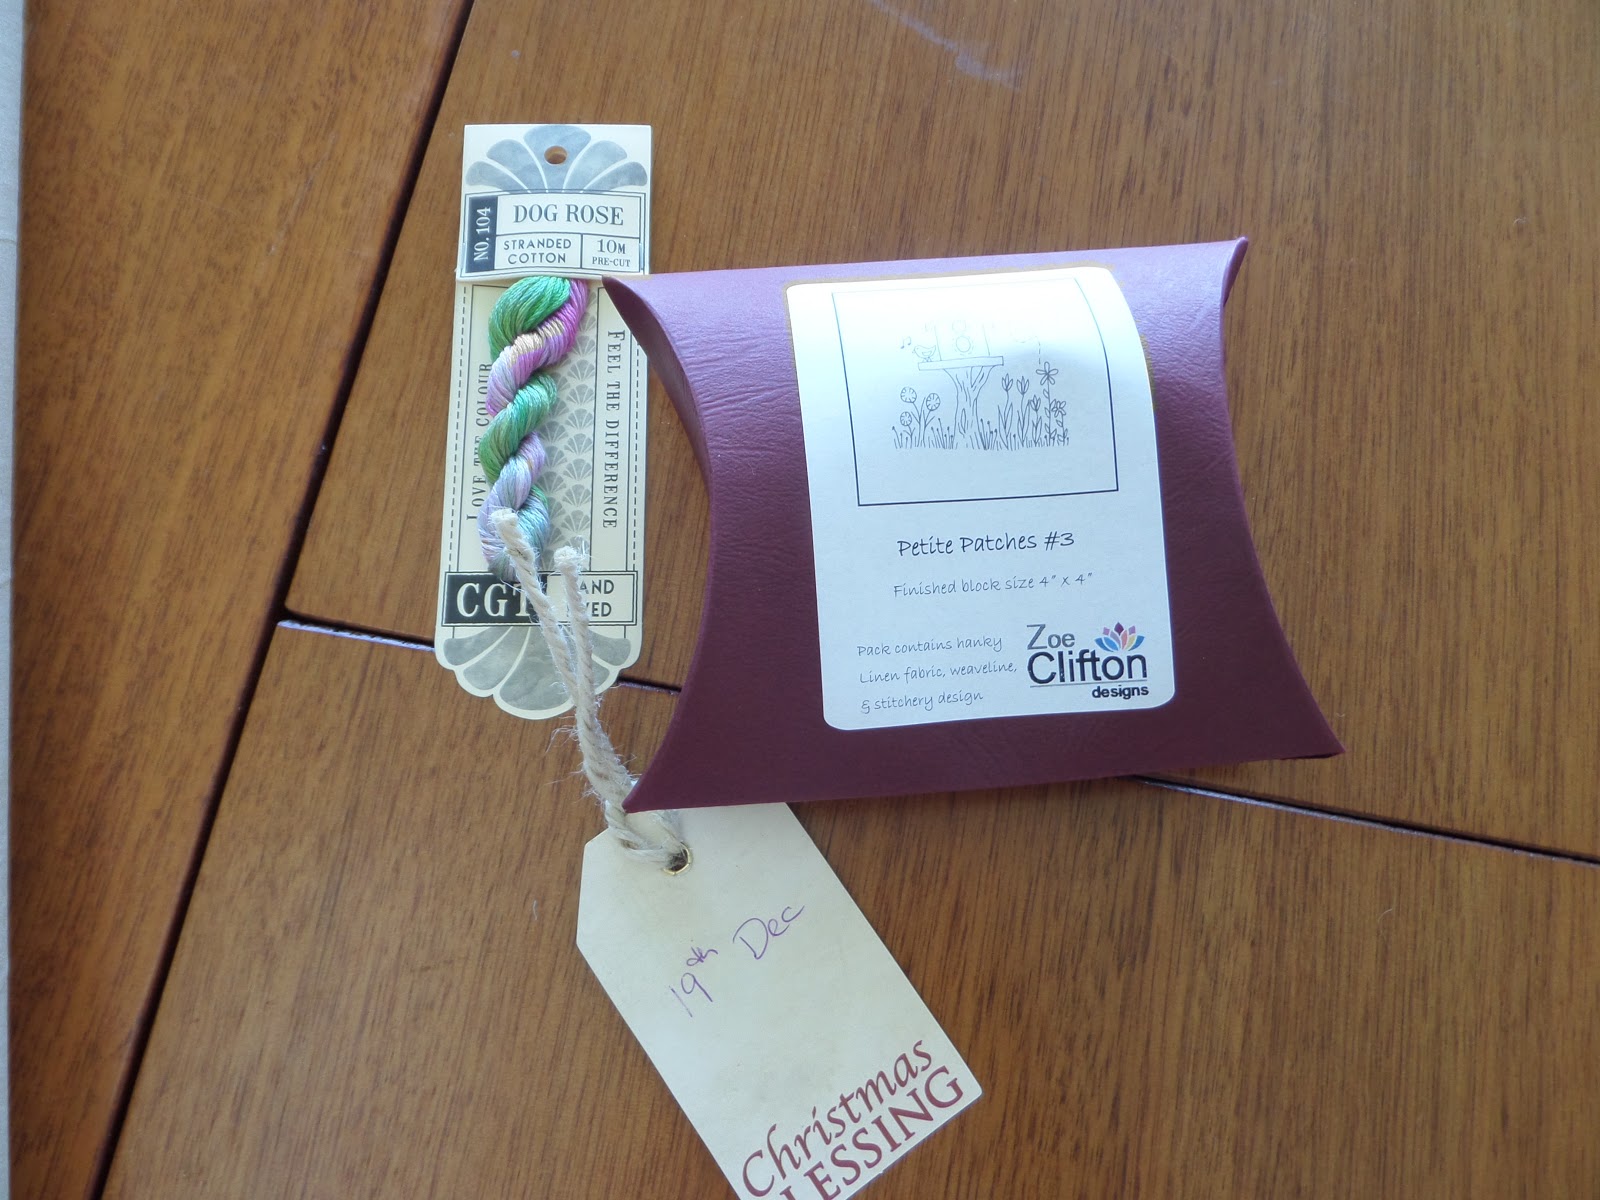 NO. 104
DOG ROSE
STRANDED
COTTON
10M
PRE-CUT
LOVE THE COLOUR
FEEL THE DIFFERENCE
Petite Patches #3
Finished block size 4" x 4"
Pack contains hanky
Linen fabric, weaveline,
& stitchery design
Zoe
Clifton
designs
19th Dec
Christmas